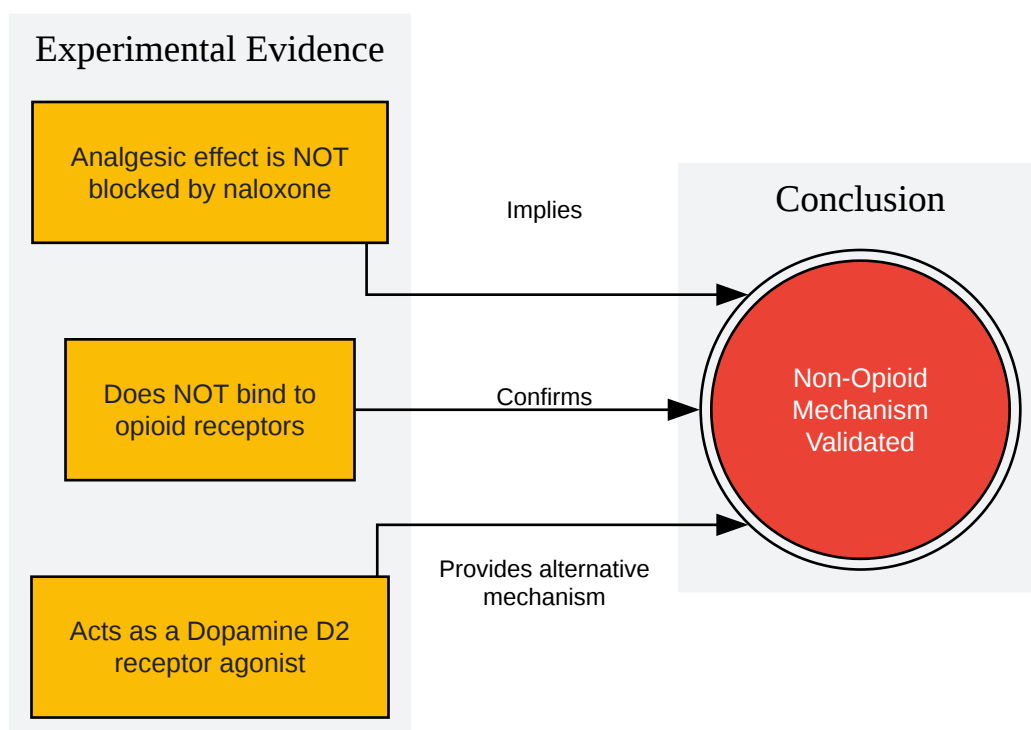 Experimental Evidence
Analgesic effect is NOT
blocked by naloxone
Implies
Conclusion
Does NOT bind to
opioid receptors
Confirms
Non-Opioid
Mechanism
Validated
Provides alternative
mechanism
Acts as a Dopamine D2
receptor agonist